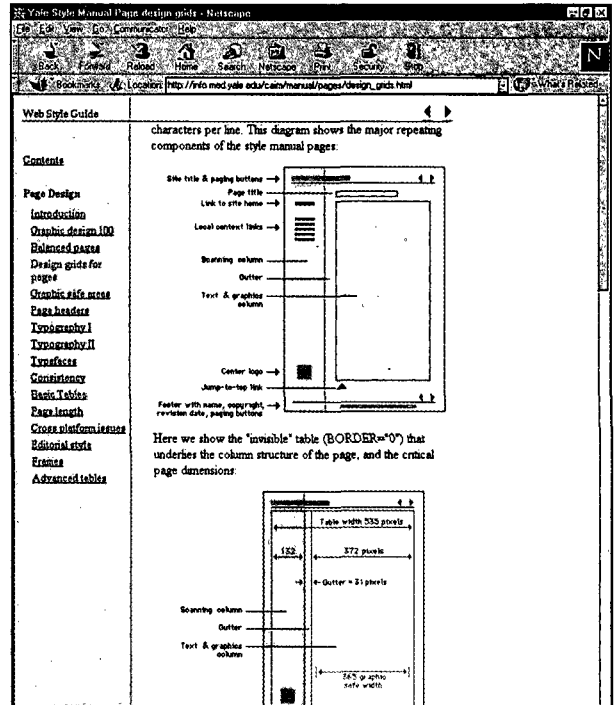 Yale Style Manual Page design grids - Netscape
File Edit View Go Communicator Help
Back Forward Reload Home Search Netscape Print Security Stop
N
Bookmarks Location: http://info.med.yale.edu/caim/manual/pages/design_grids.html What's Related
Web Style Guide
Contents
Page Design
Introduction
Graphic design 100
Balanced pages
Design grids for
pages
Graphic safe areas
Page headers
Typography I
Typography II
Typefaces
Consistency
Basic Tables
Page length
Cross platform issues
Editorial style
Frames
Advanced tables
characters per line. This diagram shows the major repeating
components of the style manual pages:
Site title & paging buttons
Page title
Link to site home
Local context links
Scanning column
Gutter
Text & graphics
column
Center logo
Jump-to-top link
Footer with name, copyright,
revision date, paging buttons
Here we show the "invisible" table (BORDER="0") that
underlies the column structure of the page, and the critical
page dimensions:
Table width 535 pixels
132 372 pixels
Gutter = 31 pixels
Scanning column
Gutter
Text & graphics
column
365 graphic
safe width